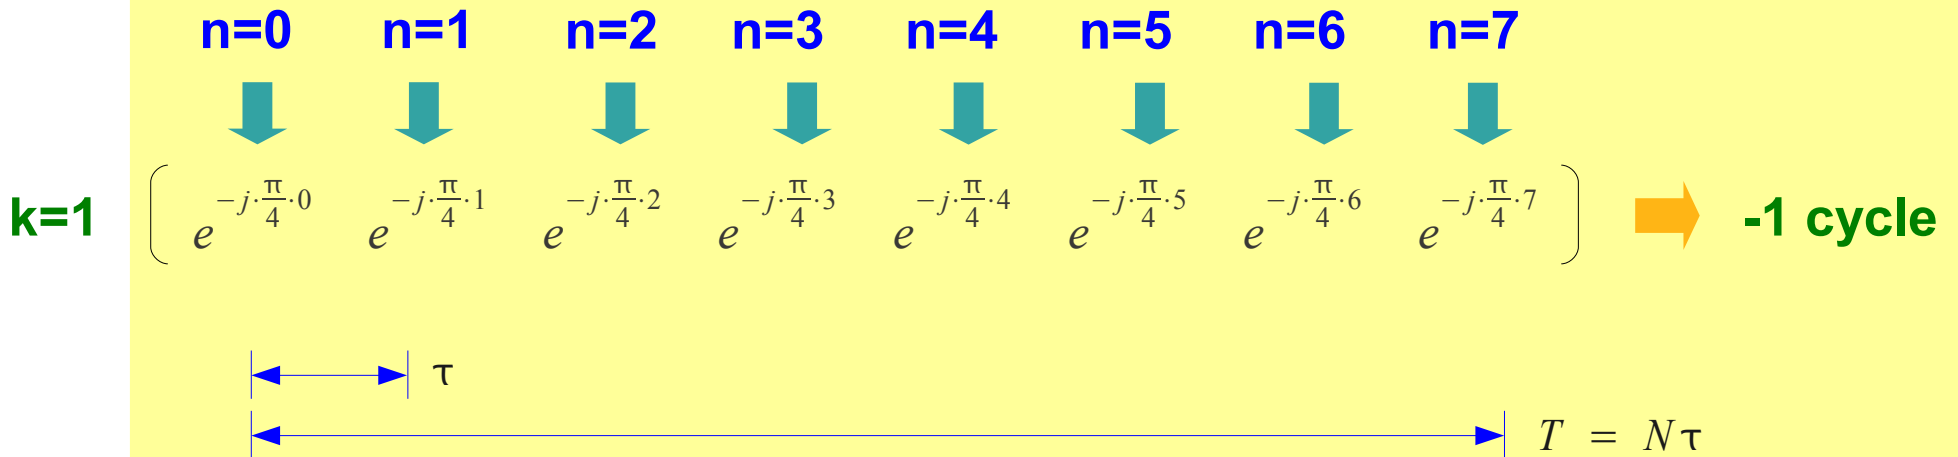 n=0 n=1 n=2 n=3 n=4 n=5 n=6 n=7
k=1 ( e^{-j·π/4·0} e^{-j·π/4·1} e^{-j·π/4·2} e^{-j·π/4·3} e^{-j·π/4·4} e^{-j·π/4·5} e^{-j·π/4·6} e^{-j·π/4·7} ) -1 cycle
τ
T = Nτ